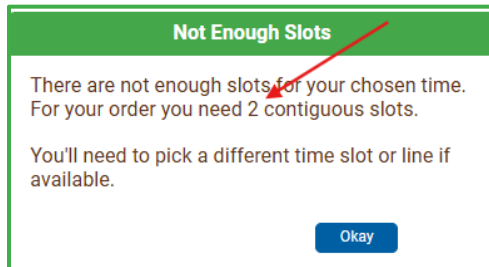 Not Enough Slots
There are not enough slots for your chosen time.
For your order you need 2 contiguous slots.
You'll need to pick a different time slot or line if
available.
Okay